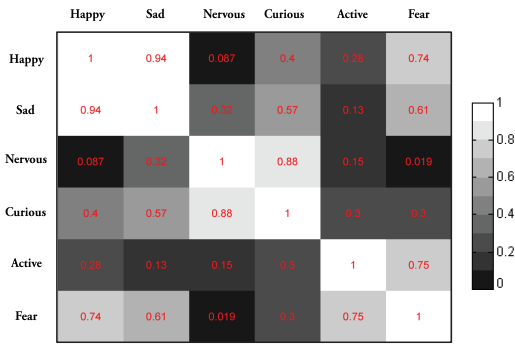 Happy Sad Nervous Curious Active Fear
Happy 1 0.94 0.087 0.4 0.28 0.74
Sad 0.94 1 0.32 0.57 0.13 0.61
Nervous 0.087 0.32 1 0.88 0.15 0.019
Curious 0.4 0.57 0.88 1 0.3 0.3
Active 0.28 0.13 0.15 0.3 1 0.75
Fear 0.74 0.61 0.019 0.3 0.75 1
1
0.8
0.6
0.4
0.2
0